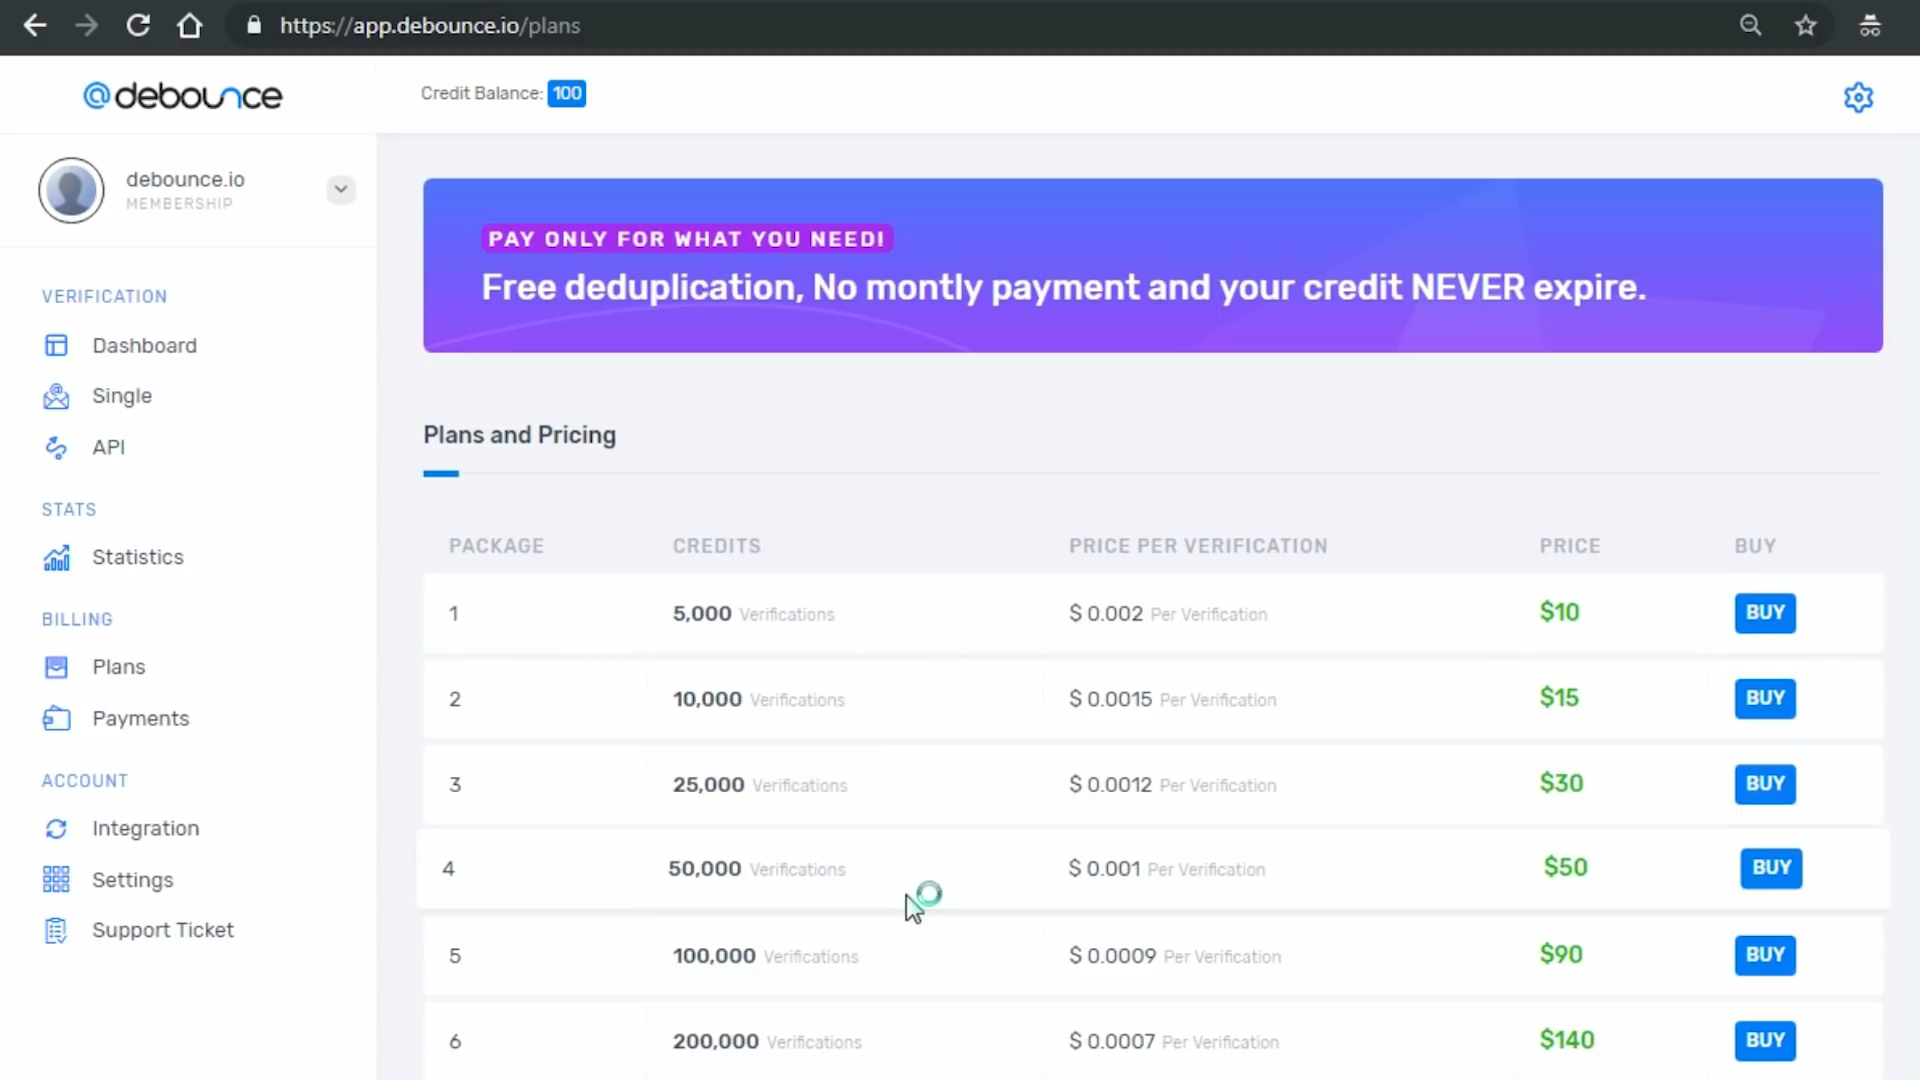 https://app.debounce.io/plans
@debounce
Credit Balance: 100
debounce.io
MEMBERSHIP
VERIFICATION
Dashboard
Single
API
STATS
Statistics
BILLING
Plans
Payments
ACCOUNT
Integration
Settings
Support Ticket
PAY ONLY FOR WHAT YOU NEED!
Free deduplication, No montly payment and your credit NEVER expire.
Plans and Pricing
PACKAGE CREDITS PRICE PER VERIFICATION PRICE BUY
1 5,000 Verifications $ 0.002 Per Verification $10 BUY
2 10,000 Verifications $ 0.0015 Per Verification $15 BUY
3 25,000 Verifications $ 0.0012 Per Verification $30 BUY
4 50,000 Verifications $ 0.001 Per Verification $50 BUY
5 100,000 Verifications $ 0.0009 Per Verification $90 BUY
6 200,000 Verifications $ 0.0007 Per Verification $140 BUY